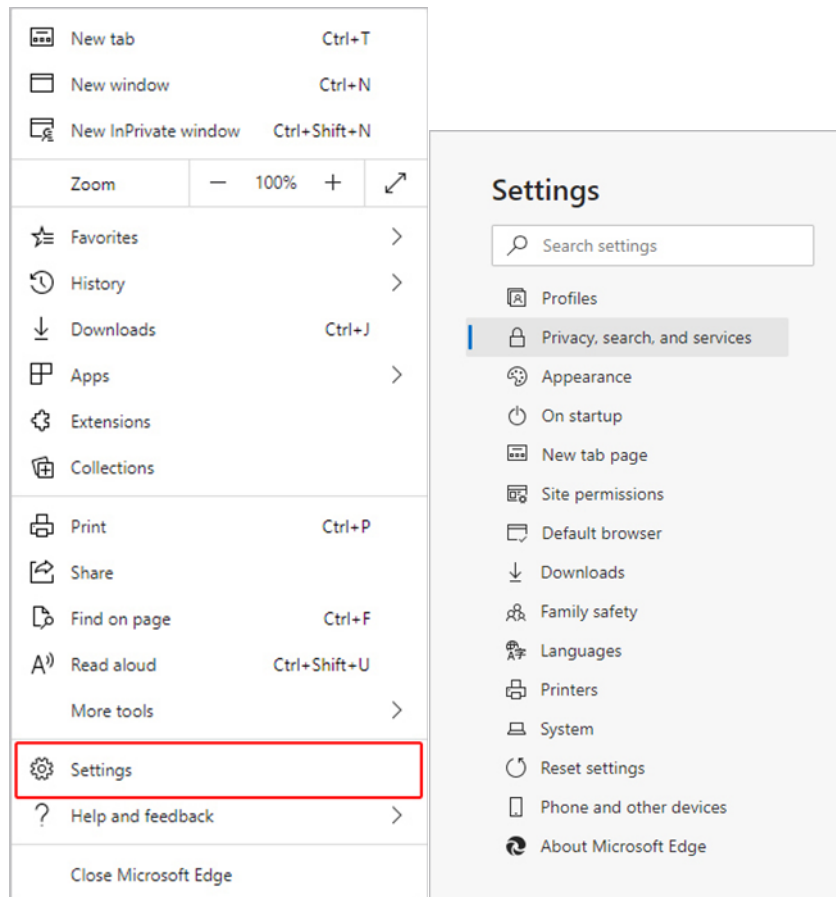 New tab Ctrl+T
New window Ctrl+N
New InPrivate window Ctrl+Shift+N
Zoom — 100% +
Favorites
History
Downloads Ctrl+J
Apps
Extensions
Collections
Print Ctrl+P
Share
Find on page Ctrl+F
Read aloud Ctrl+Shift+U
More tools
Settings
Help and feedback
Close Microsoft Edge
Settings
Search settings
Profiles
Privacy, search, and services
Appearance
On startup
New tab page
Site permissions
Default browser
Downloads
Family safety
Languages
Printers
System
Reset settings
Phone and other devices
About Microsoft Edge